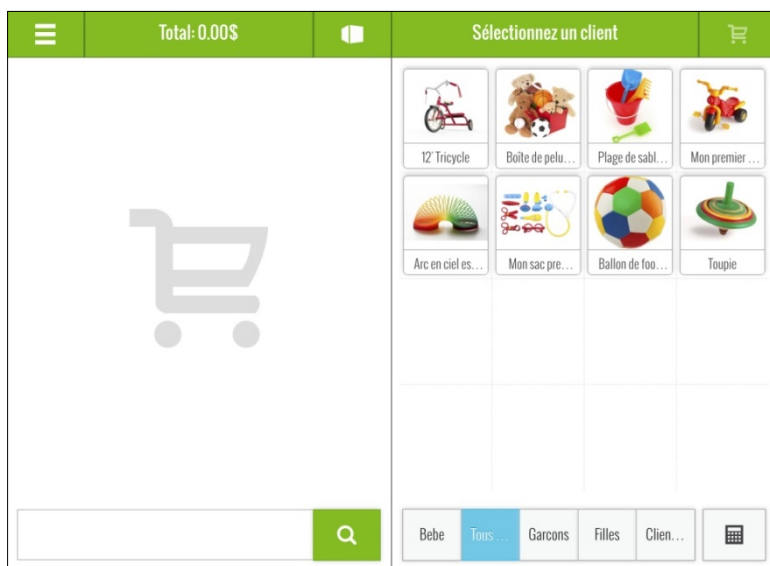 Total: 0.00$
Sélectionnez un client
12' Tricycle
Boîte de pelu...
Plage de sabl...
Mon premier ...
Arc en ciel es...
Mon sac pre...
Ballon de foo...
Toupie
Bebe
Tous ...
Garcons
Filles
Clien...